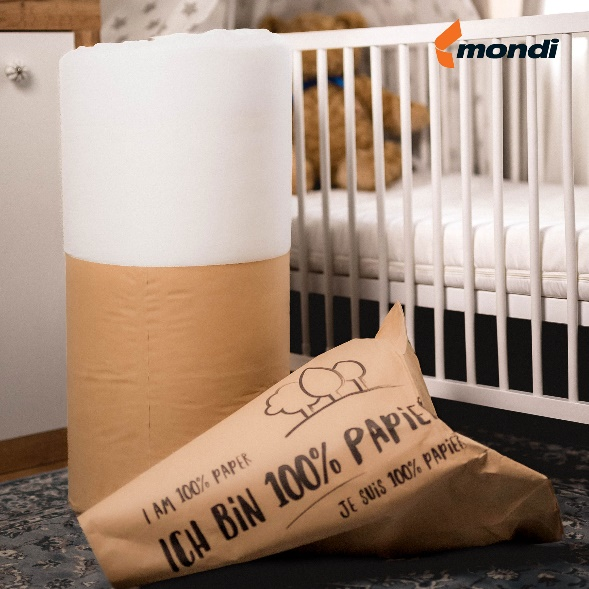 mondi
I AM 100% PAPER
ICH BIN 100% PAPIER
JE SUIS 100% PAPIER